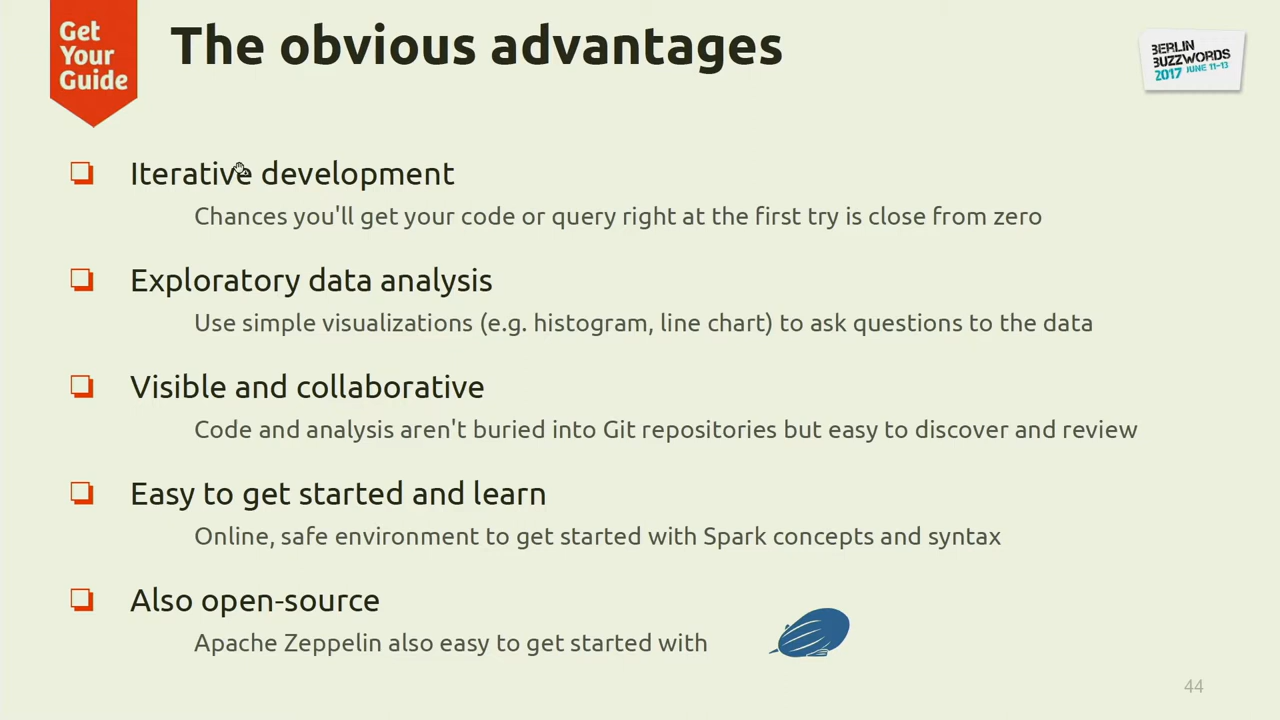 Get
Your
Guide
The obvious advantages
BERLIN
BUZZWORDS
2017 JUNE 11-13
Iterative development
Chances you'll get your code or query right at the first try is close from zero
Exploratory data analysis
Use simple visualizations (e.g. histogram, line chart) to ask questions to the data
Visible and collaborative
Code and analysis aren't buried into Git repositories but easy to discover and review
Easy to get started and learn
Online, safe environment to get started with Spark concepts and syntax
Also open-source
Apache Zeppelin also easy to get started with
44